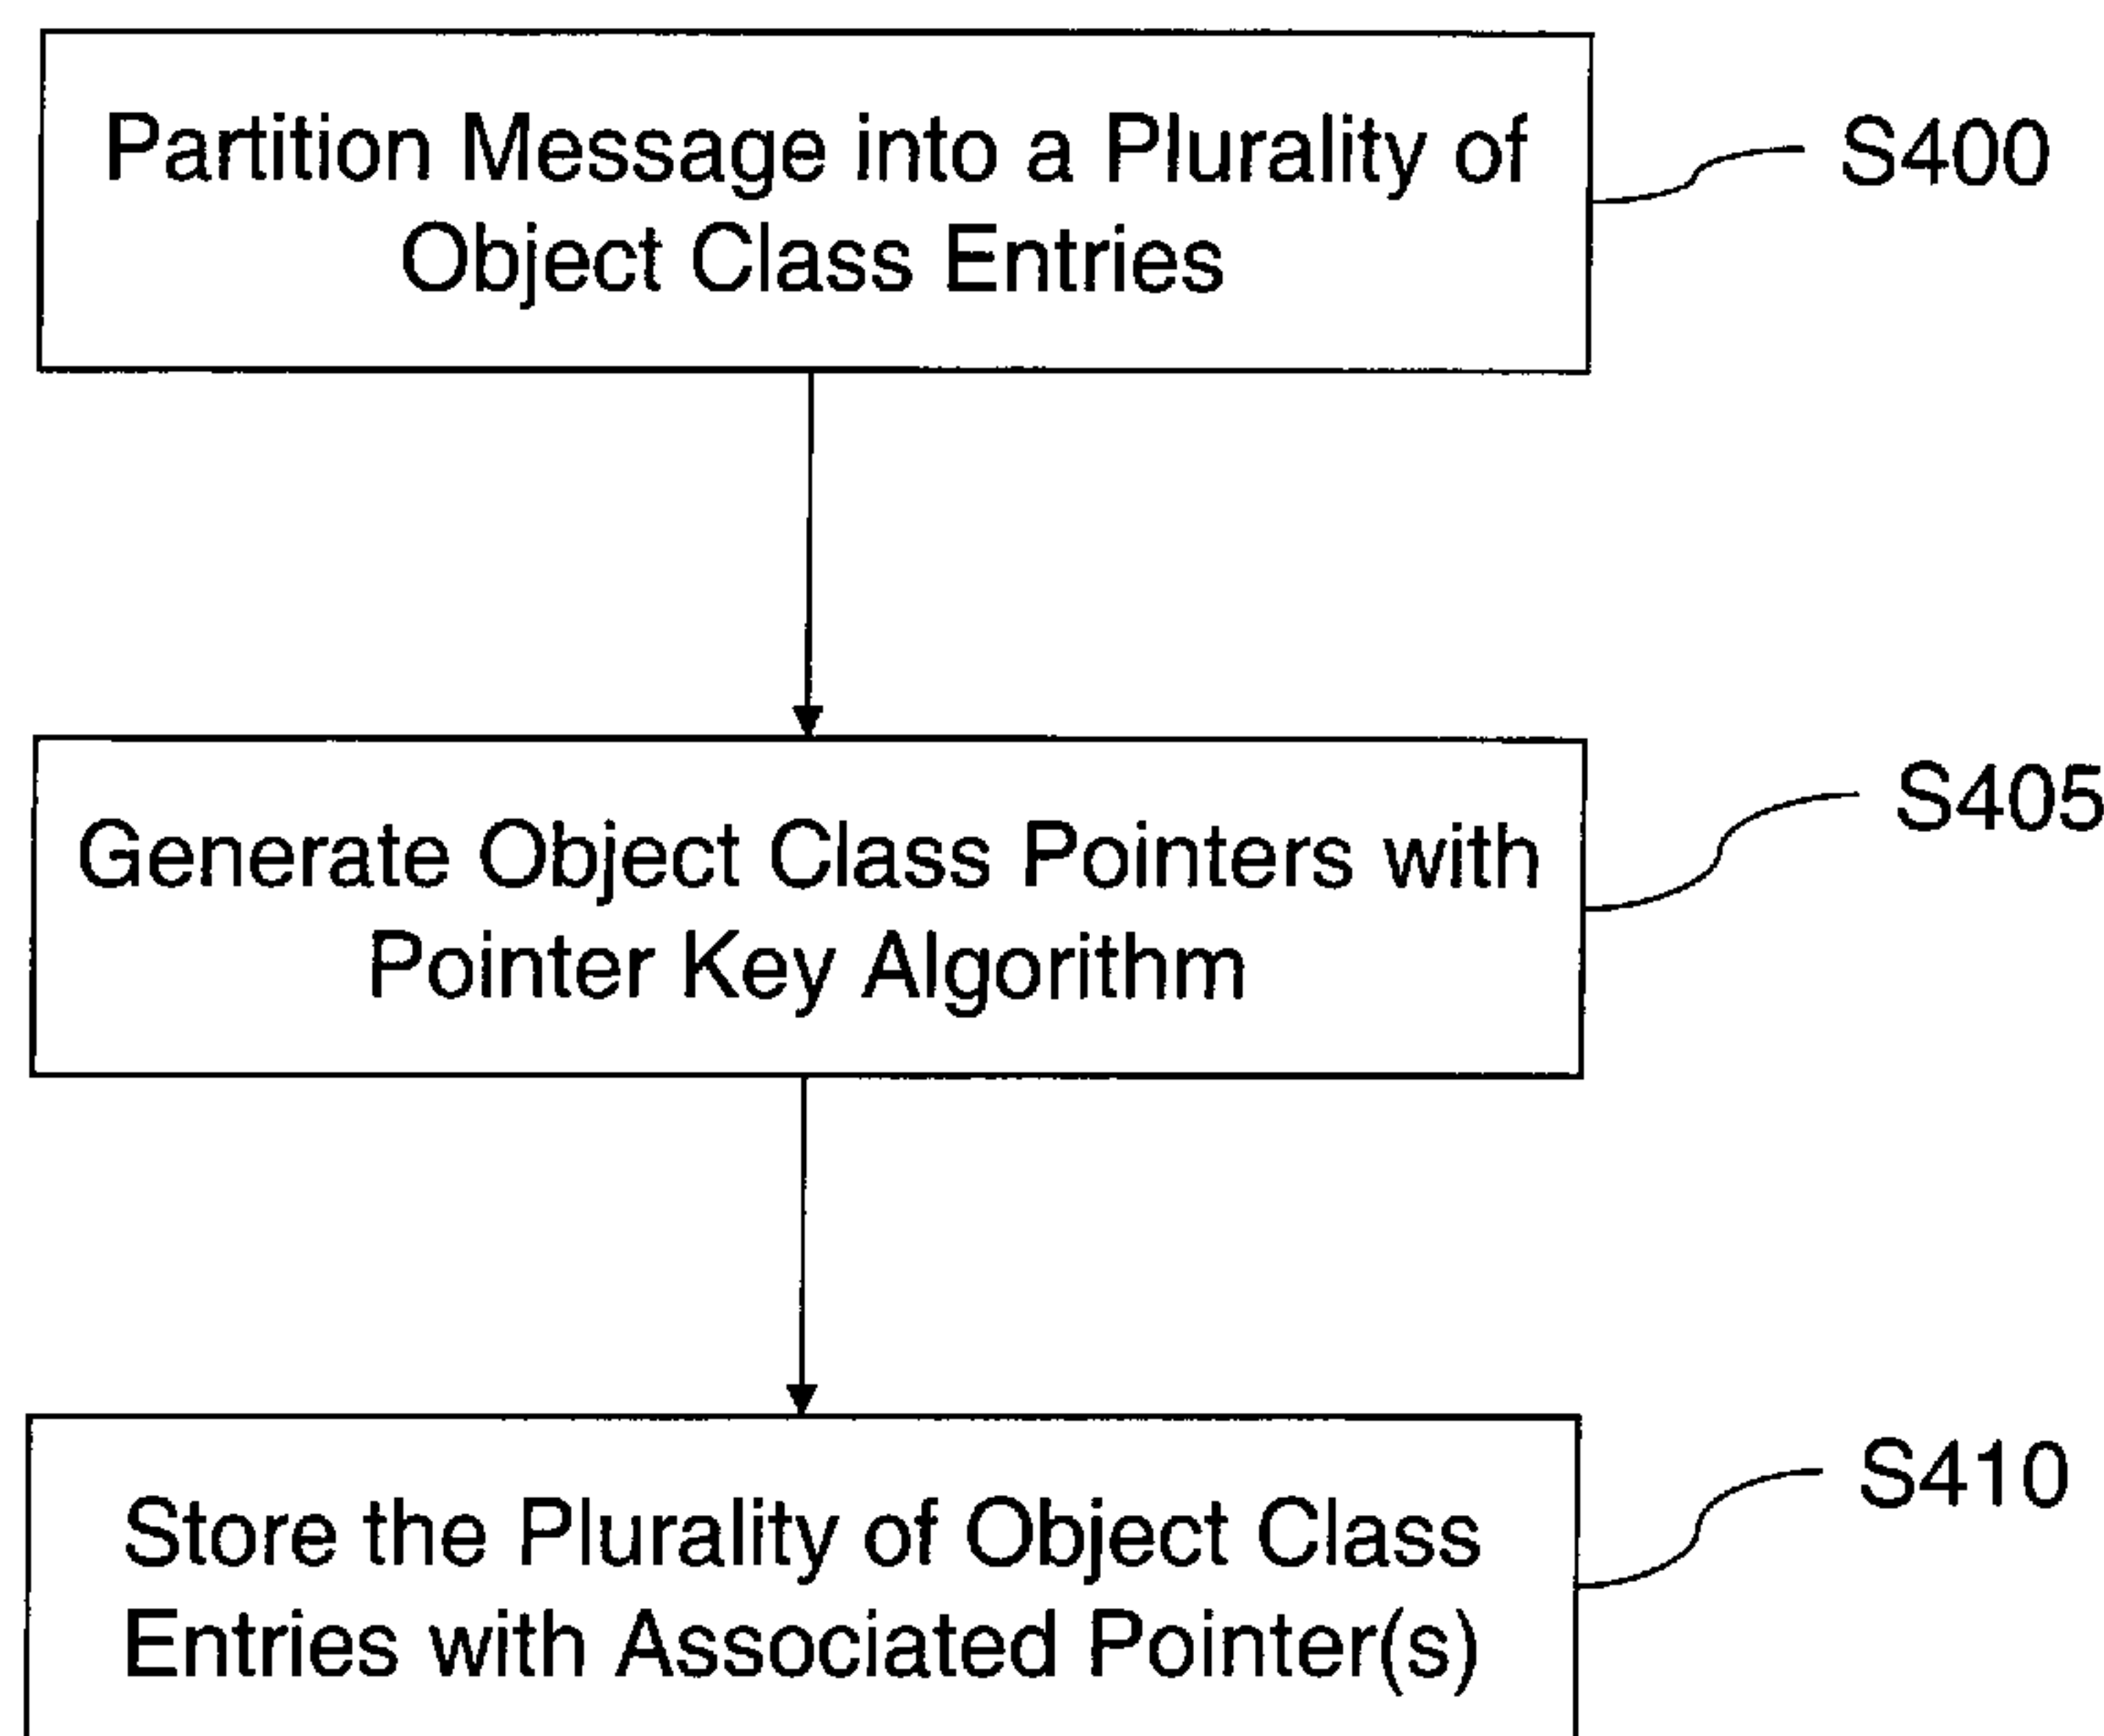 Partition Message into a Plurality of
Object Class Entries
S400
Generate Object Class Pointers with
Pointer Key Algorithm
S405
Store the Plurality of Object Class
Entries with Associated Pointer(s)
S410